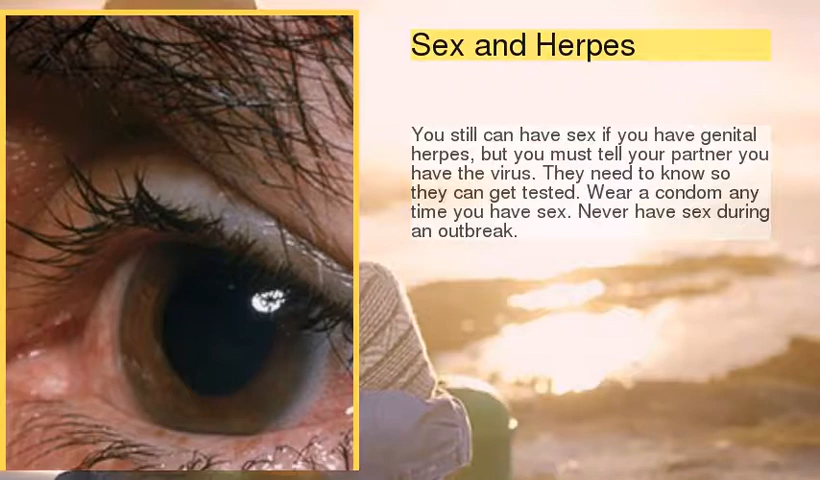 Sex and Herpes
You still can have sex if you have genital
herpes, but you must tell your partner you
have the virus. They need to know so
they can get tested. Wear a condom any
time you have sex. Never have sex during
an outbreak.